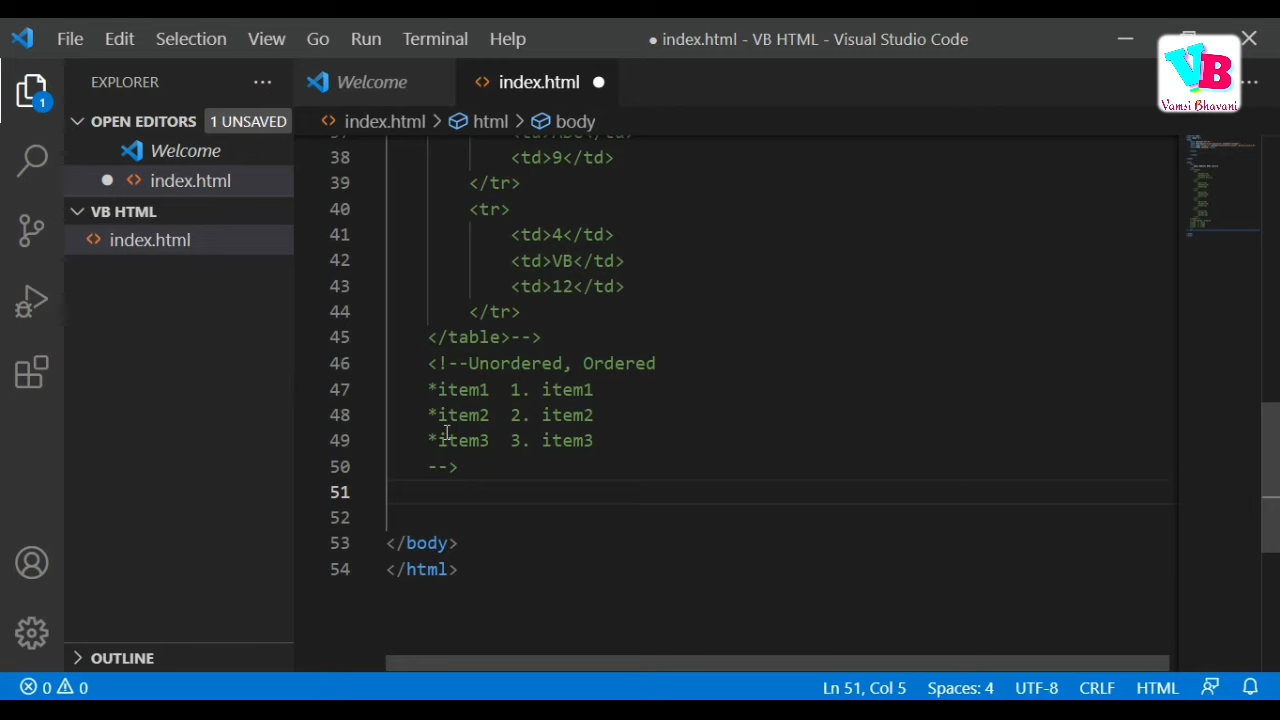 File Edit Selection View Go Run Terminal Help
● index.html - VB HTML - Visual Studio Code
VB
Vamsi Bhavani
EXPLORER
Welcome
index.html
1
OPEN EDITORS 1 UNSAVED
Welcome
index.html
VB HTML
index.html
OUTLINE
index.html > html > body
38 <td>9</td>
39 </tr>
40 <tr>
41 <td>4</td>
42 <td>VB</td>
43 <td>12</td>
44 </tr>
45 </table>-->
46 <!--Unordered, Ordered
47 *item1 1. item1
48 *item2 2. item2
49 *item3 3. item3
50 -->
51
52
53 </body>
54 </html>
0 0
Ln 51, Col 5 Spaces: 4 UTF-8 CRLF HTML